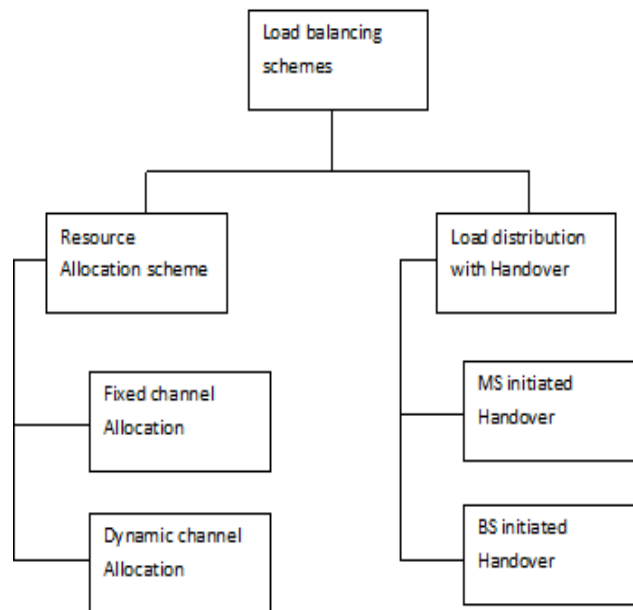 Load balancing
schemes
Resource
Allocation scheme
Load distribution
with Handover
Fixed channel
Allocation
MS initiated
Handover
Dynamic channel
Allocation
BS initiated
Handover